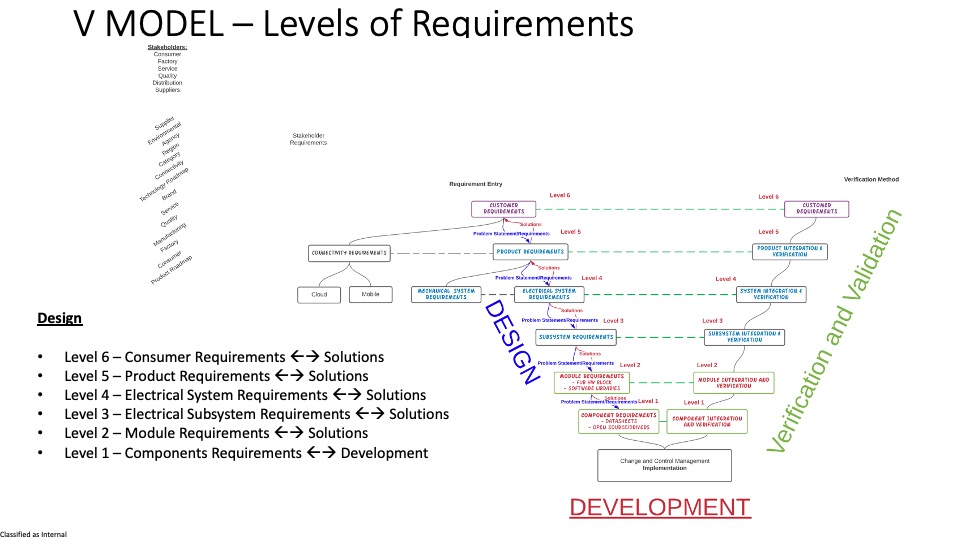 V MODEL – Levels of Requirements
Stakeholders:
Consumer
Factory
Service
Quality
Distribution
Suppliers
Supplier
Environmental
Agency
Region
Category
Connectivity
Technology Roadmap
Brand
Service
Quality
Manufacturing
Factory
Consumer
Product Roadmap
Stakeholder
Requirements
Requirement Entry
Verification Method
Level 6
Level 6
CUSTOMER
REQUIREMENTS
CUSTOMER
REQUIREMENTS
Solutions
Problem Statement/Requirements
Level 5
Level 5
CONNECTIVITY REQUIREMENTS
PRODUCT REQUIREMENTS
PRODUCT INTEGRATION &
VERIFICATION
Solutions
Problem Statement/Requirements
Level 4
Level 4
Cloud
Mobile
MECHANICAL SYSTEM
REQUIREMENTS
ELECTRICAL SYSTEM
REQUIREMENTS
SYSTEM INTEGRATION &
VERIFICATION
Solutions
Problem Statement/Requirements
Level 3
Level 3
SUBSYSTEM REQUIREMENTS
SUBSYSTEM INTEGRATION &
VERIFICATION
Solutions
Problem Statement/Requirements
Level 2
Level 2
MODULE REQUIREMENTS
- FUR HW BLOCK
- SOFTWARE LIBRARIES
MODULE INTEGRATION AND
VERIFICATION
Solutions
Problem Statement/Requirements
Level 1
Level 1
COMPONENT REQUIREMENTS
- DATASHEETS
- OPEN SOURCE/DRIVERS
COMPONENT INTEGRATION
AND VERIFICATION
Change and Control Management
Implementation
DESIGN
Verification and Validation
DEVELOPMENT
Design
• Level 6 – Consumer Requirements ←→ Solutions
• Level 5 – Product Requirements ←→ Solutions
• Level 4 – Electrical System Requirements ←→ Solutions
• Level 3 – Electrical Subsystem Requirements ←→ Solutions
• Level 2 – Module Requirements ←→ Solutions
• Level 1 – Components Requirements ←→ Development
Classified as Internal